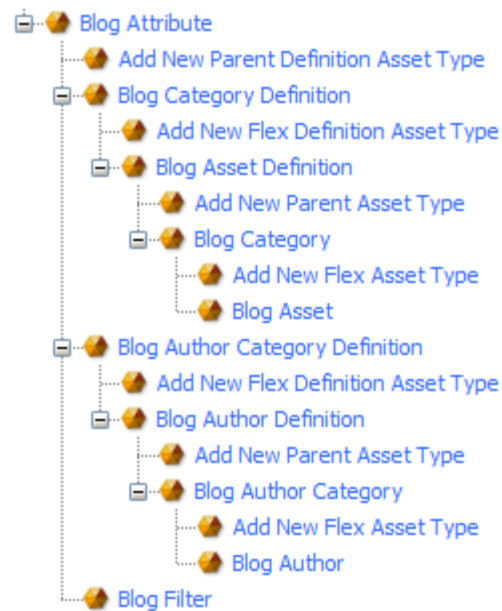 Blog Attribute
Add New Parent Definition Asset Type
Blog Category Definition
Add New Flex Definition Asset Type
Blog Asset Definition
Add New Parent Asset Type
Blog Category
Add New Flex Asset Type
Blog Asset
Blog Author Category Definition
Add New Flex Definition Asset Type
Blog Author Definition
Add New Parent Asset Type
Blog Author Category
Add New Flex Asset Type
Blog Author
Blog Filter